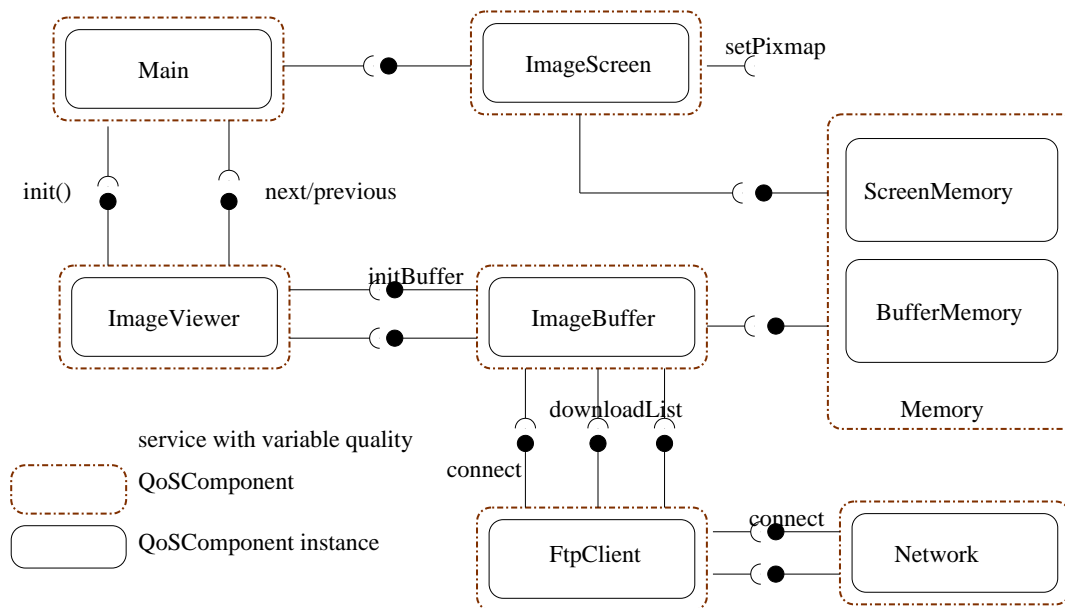 Main
ImageScreen
setPixmap
init()
next/previous
ScreenMemory
BufferMemory
Memory
ImageViewer
initBuffer
ImageBuffer
downloadList
connect
service with variable quality
QoSComponent
QoSComponent instance
FtpClient
connect
Network